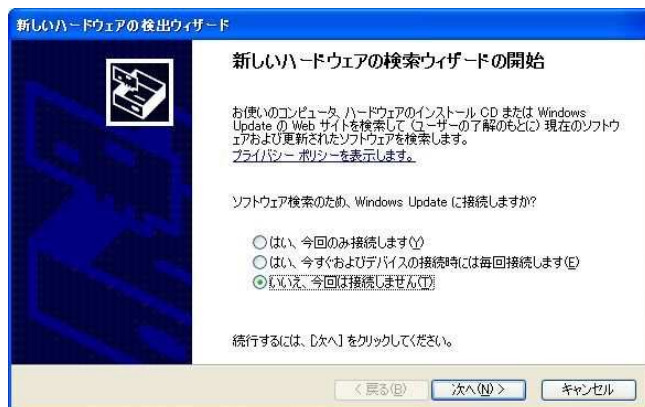 新しいハードウェアの検出ウィザード
新しいハードウェアの検索ウィザードの開始
お使いのコンピュータ、ハードウェアのインストール CD または Windows
Update の Web サイトを検索して (ユーザーの了解のもとに) 現在のソフトウ
ェアおよび更新されたソフトウェアを検索します。
プライバシー ポリシーを表示します。
ソフトウェア検索のため、Windows Update に接続しますか?
はい、今回のみ接続します(Y)
はい、今すぐおよびデバイスの接続時には毎回接続します(E)
いいえ、今回は接続しません(T)
続行するには、[次へ] をクリックしてください。
< 戻る(B) 次へ(N) > キャンセル